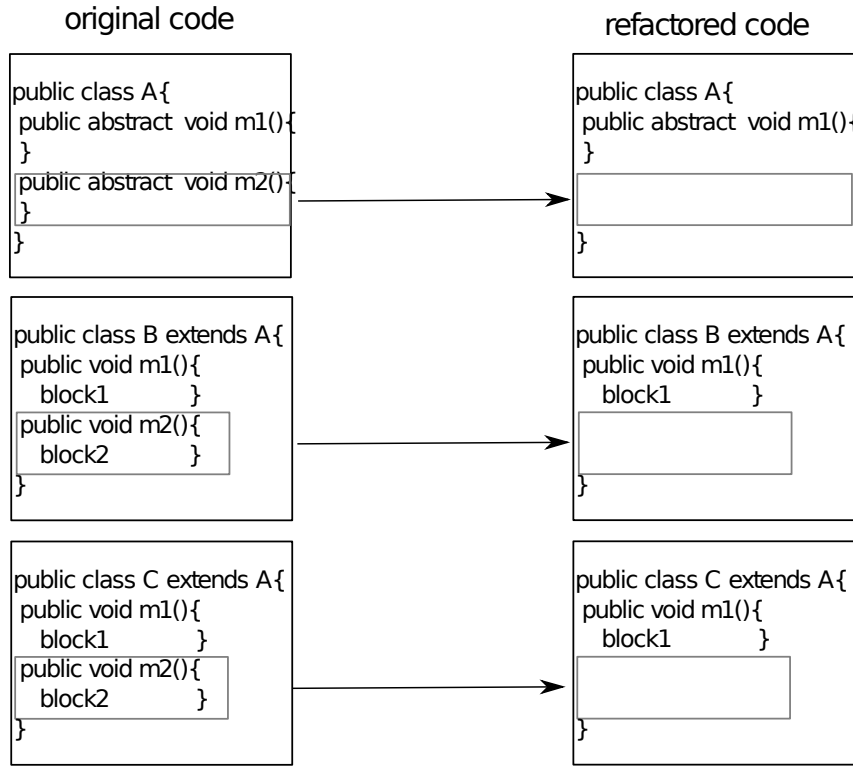 original code
public class A{
public abstract void m1(){
}
public abstract void m2(){
}
}
public class B extends A{
public void m1(){
block1 }
public void m2(){
block2 }
}
public class C extends A{
public void m1(){
block1 }
public void m2(){
block2 }
}
refactored code
public class A{
public abstract void m1(){
}
}
public class B extends A{
public void m1(){
block1 }
}
public class C extends A{
public void m1(){
block1 }
}